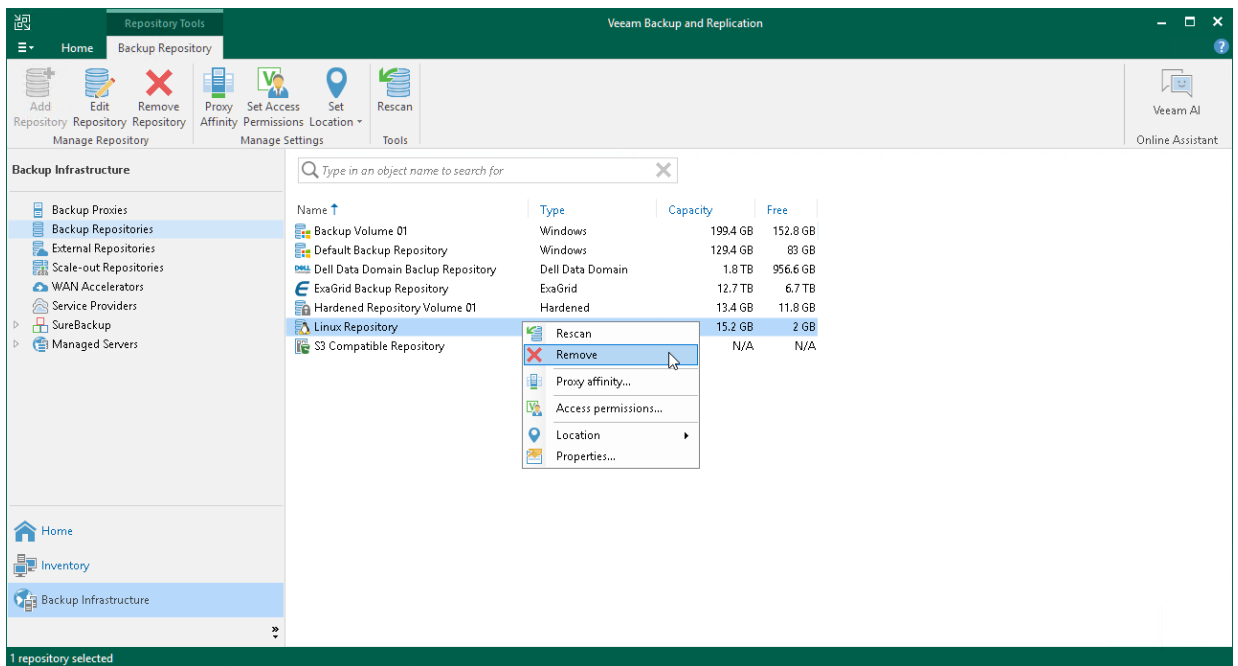 Repository Tools
Veeam Backup and Replication
Home
Backup Repository
Add Repository
Edit Repository
Remove Repository
Proxy Affinity
Set Access Permissions
Set Location
Rescan
Manage Repository
Manage Settings
Tools
Veeam AI
Online Assistant
Backup Infrastructure
Backup Proxies
Backup Repositories
External Repositories
Scale-out Repositories
WAN Accelerators
Service Providers
SureBackup
Managed Servers
Type in an object name to search for
Name Type Capacity Free
Backup Volume 01 Windows 199.4 GB 152.8 GB
Default Backup Repository Windows 129.4 GB 83 GB
Dell Data Domain Baclup Repository Dell Data Domain 1.8 TB 956.6 GB
ExaGrid Backup Repository ExaGrid 12.7 TB 6.7 TB
Hardened Repository Volume 01 Hardened 13.4 GB 11.8 GB
Linux Repository 15.2 GB 2 GB
S3 Compatible Repository N/A N/A
Rescan
Remove
Proxy affinity...
Access permissions...
Location
Properties...
Home
Inventory
Backup Infrastructure
1 repository selected